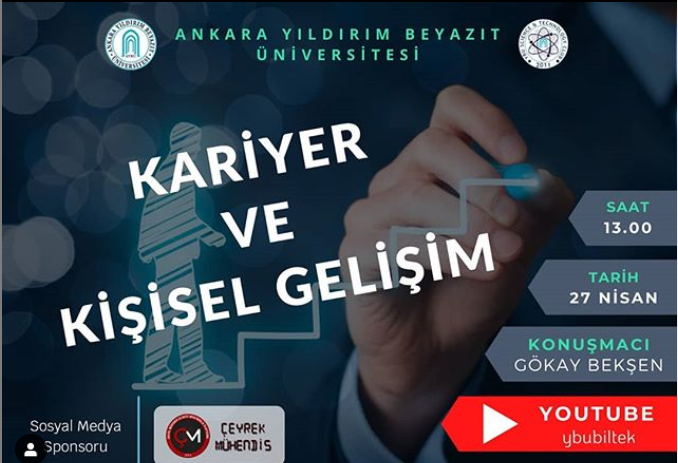 ANKARA YILDIRIM BEYAZIT
ÜNİVERSİTESİ
KARİYER
VE
KİŞİSEL GELİŞİM
SAAT
13.00
TARİH
27 NİSAN
KONUŞMACI
GÖKAY BEKŞEN
YOUTUBE
ybubiltek
Sosyal Medya
Sponsoru
ÇM
ÇEYREK
MÜHENDİS